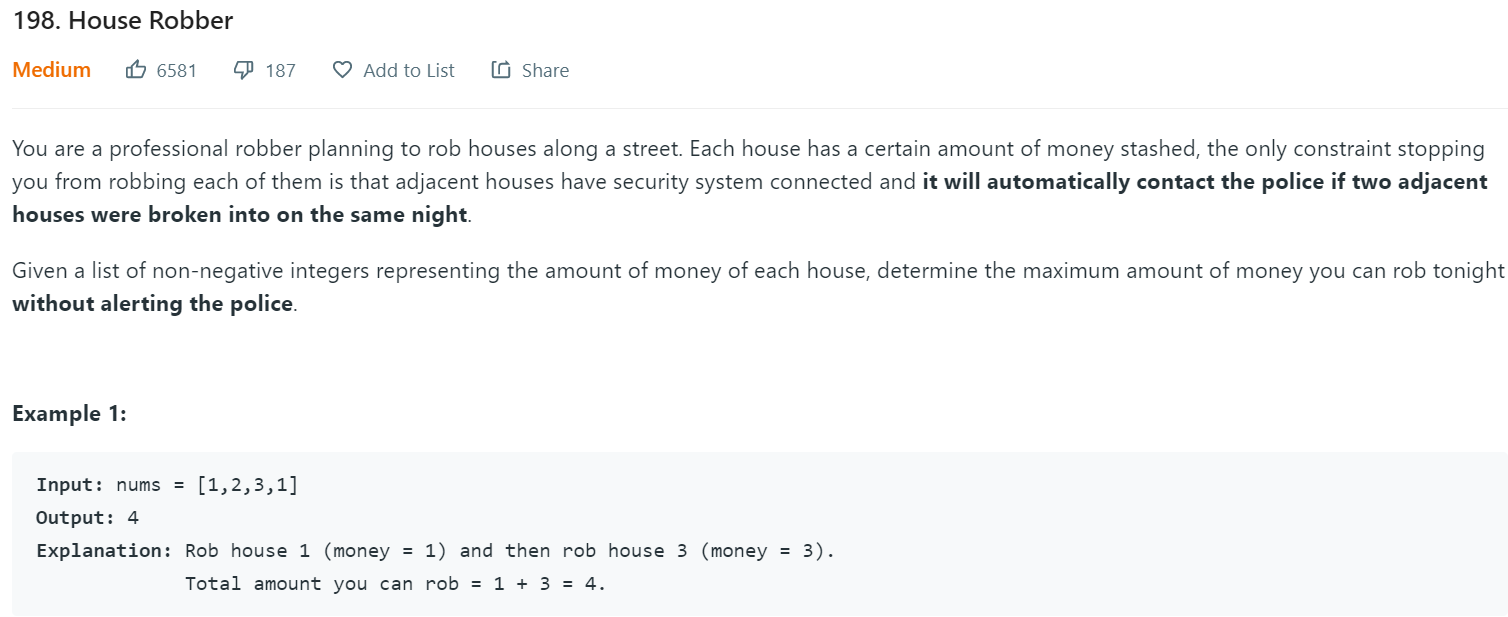 198. House Robber
Medium 6581 187 Add to List Share
You are a professional robber planning to rob houses along a street. Each house has a certain amount of money stashed, the only constraint stopping
you from robbing each of them is that adjacent houses have security system connected and it will automatically contact the police if two adjacent
houses were broken into on the same night.
Given a list of non-negative integers representing the amount of money of each house, determine the maximum amount of money you can rob tonight
without alerting the police.
Example 1:
Input: nums = [1,2,3,1]
Output: 4
Explanation: Rob house 1 (money = 1) and then rob house 3 (money = 3).
Total amount you can rob = 1 + 3 = 4.